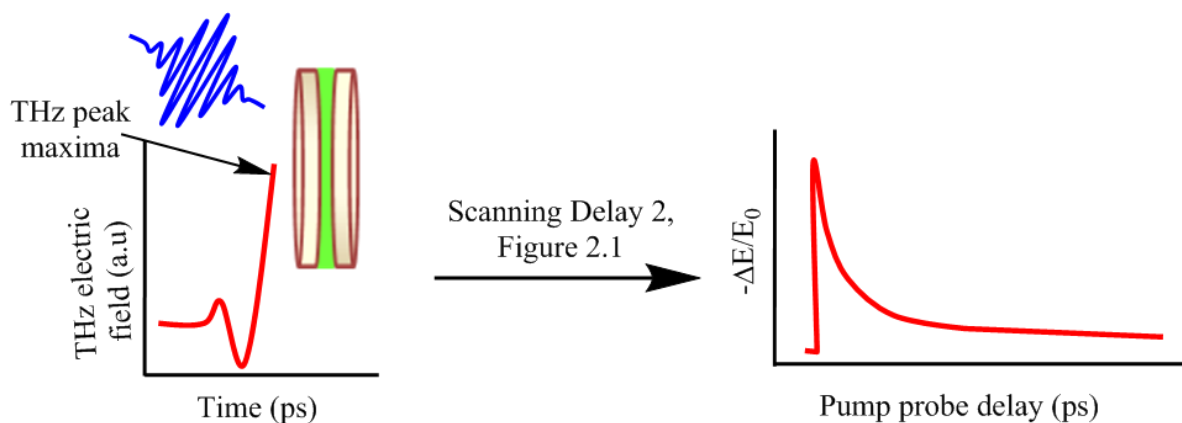 THz peak
maxima
THz electric
field (a.u)
Time (ps)
Scanning Delay 2,
Figure 2.1
-ΔE/E₀
Pump probe delay (ps)